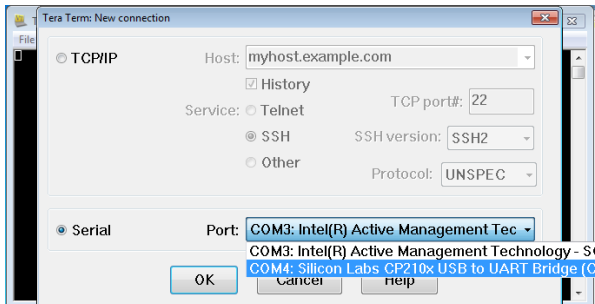 Tera Term: New connection
File
TCP/IP
Host: myhost.example.com
History
Service: Telnet
TCP port#: 22
SSH
SSH version: SSH2
Other
Protocol: UNSPEC
Serial
Port: COM3: Intel(R) Active Management Tec
COM3: Intel(R) Active Management Technology - SO
COM4: Silicon Labs CP210x USB to UART Bridge (C
OK
Cancel
Help